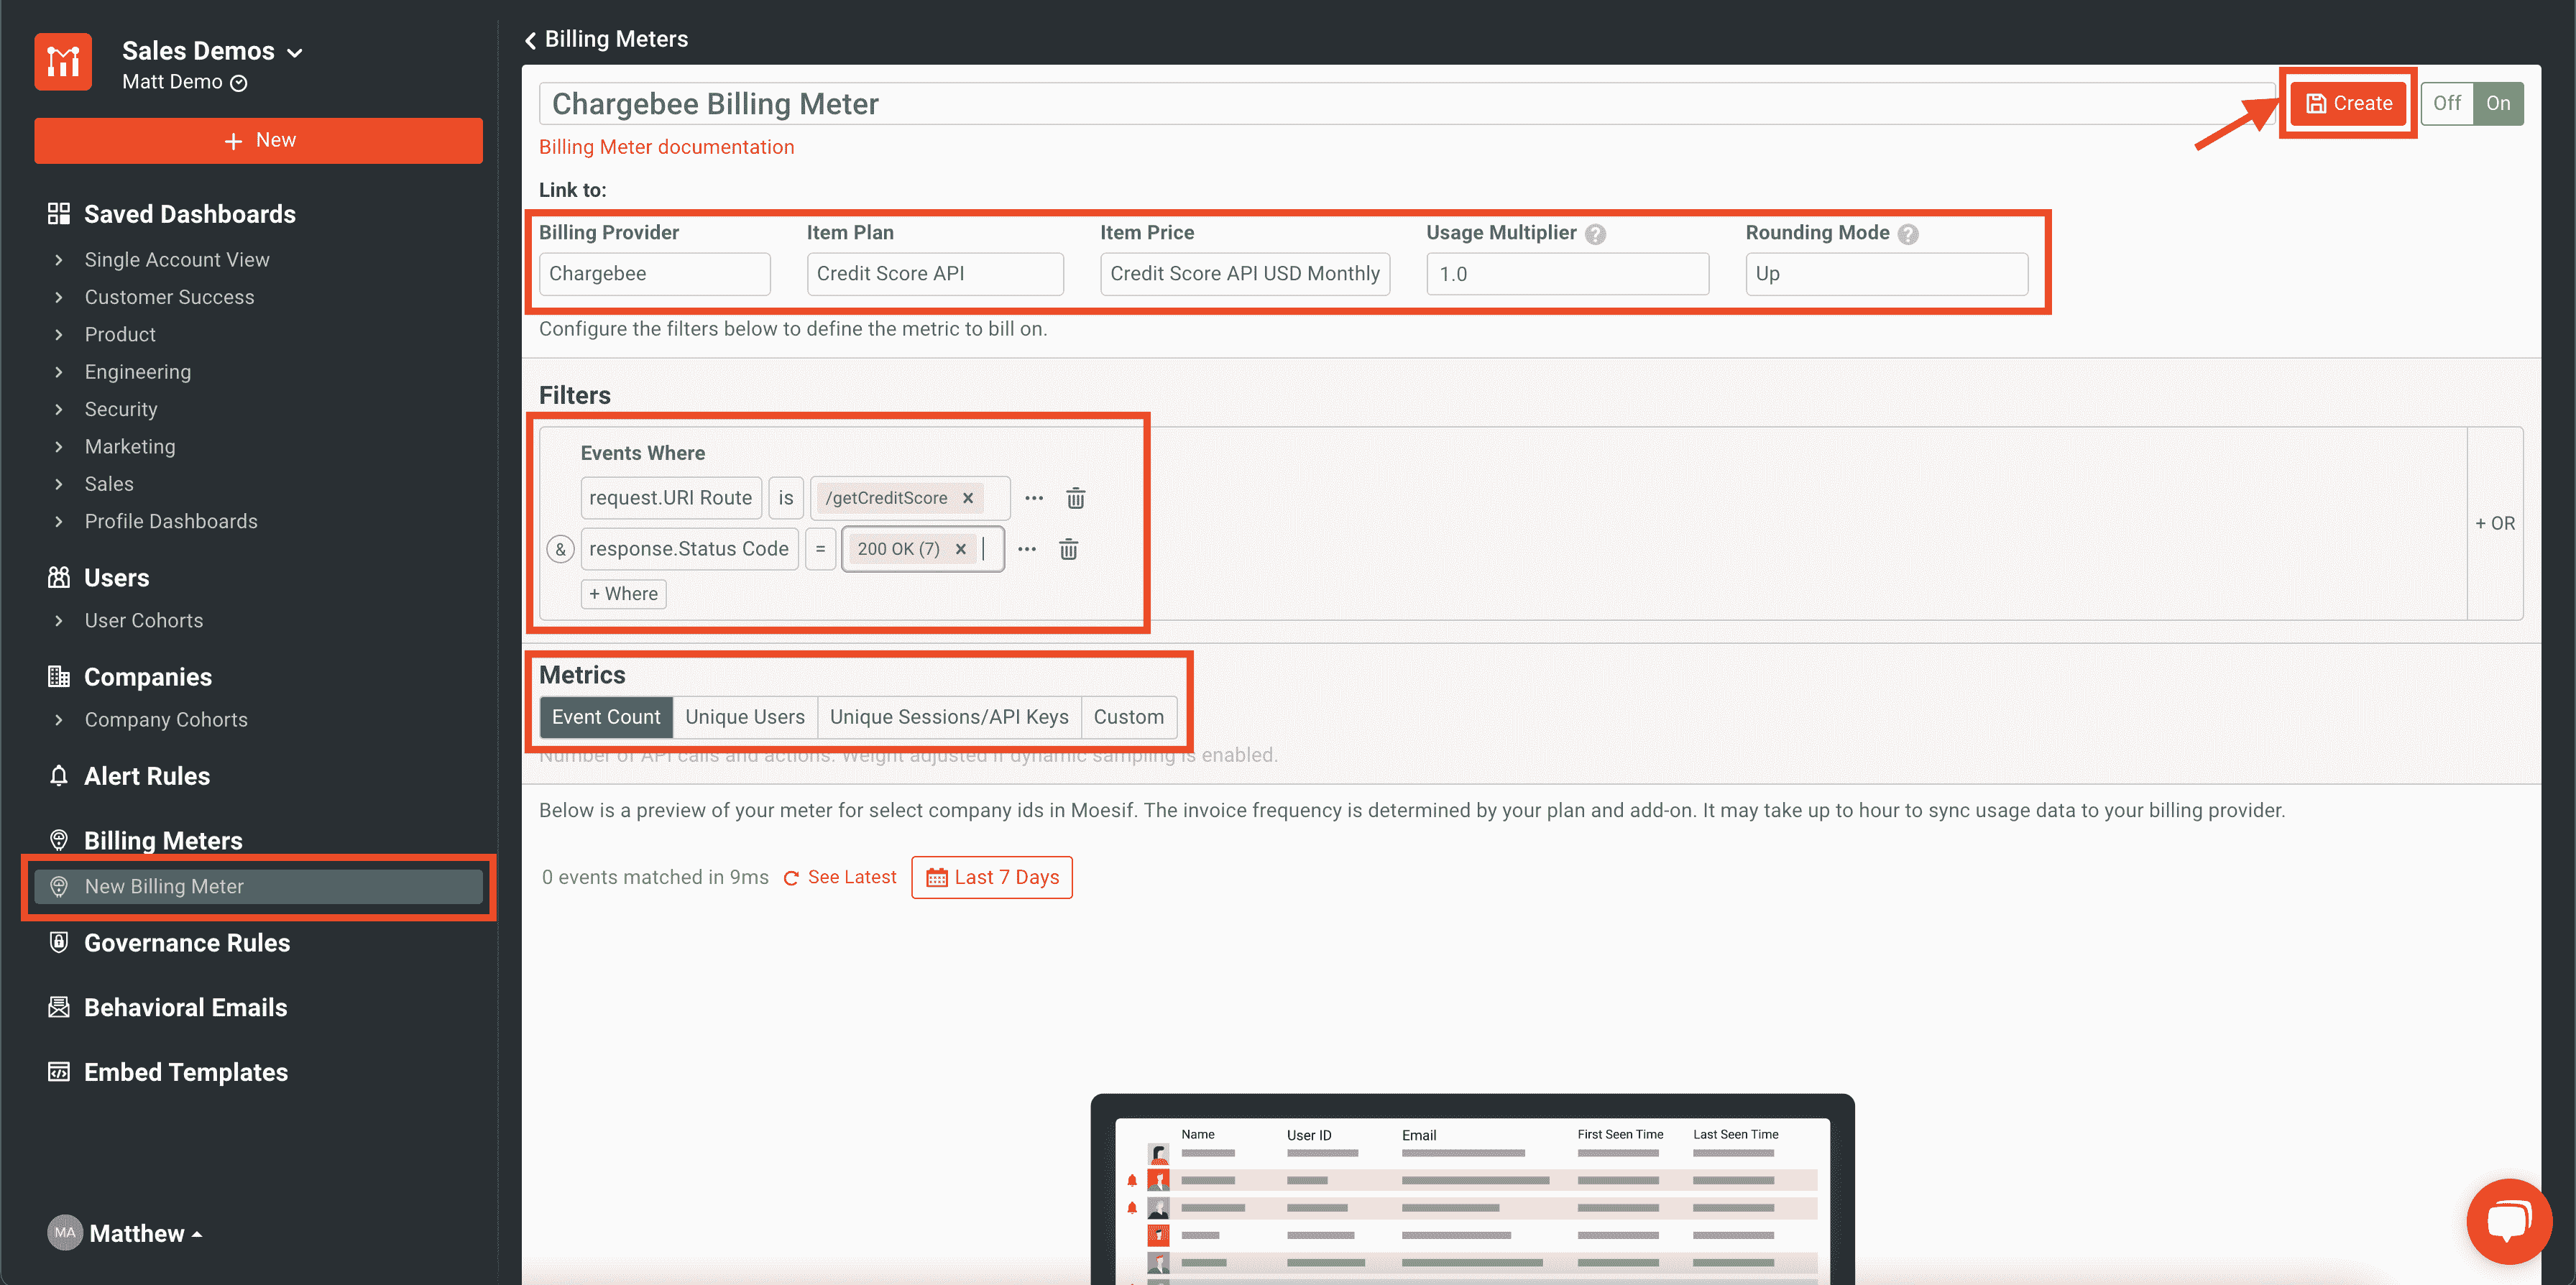 Sales Demos
Matt Demo
+ New
Saved Dashboards
Single Account View
Customer Success
Product
Engineering
Security
Marketing
Sales
Profile Dashboards
Users
User Cohorts
Companies
Company Cohorts
Alert Rules
Billing Meters
New Billing Meter
Governance Rules
Behavioral Emails
Embed Templates
MA Matthew
Billing Meters
Chargebee Billing Meter
Create Off On
Billing Meter documentation
Link to:
Billing Provider Item Plan Item Price Usage Multiplier ? Rounding Mode ?
Chargebee Credit Score API Credit Score API USD Monthly 1.0 Up
Configure the filters below to define the metric to bill on.
Filters
Events Where
request.URI Route is /getCreditScore × ...
& response.Status Code = 200 OK (7) × ...
+ Where
+ OR
Metrics
Event Count Unique Users Unique Sessions/API Keys Custom
Number of API calls and actions. Weight adjusted if dynamic sampling is enabled.
Below is a preview of your meter for select company ids in Moesif. The invoice frequency is determined by your plan and add-on. It may take up to hour to sync usage data to your billing provider.
0 events matched in 9ms See Latest Last 7 Days
Name User ID Email First Seen Time Last Seen Time